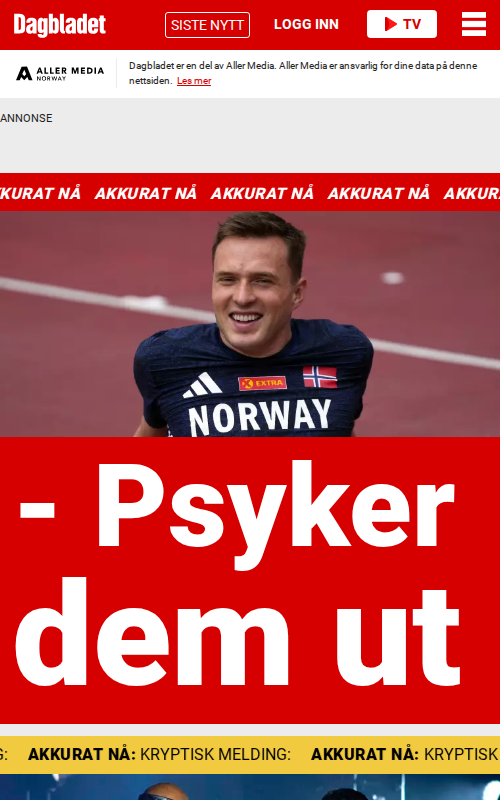 Dagbladet
SISTE NYTT
LOGG INN
TV
ALLER MEDIA
NORWAY
Dagbladet er en del av Aller Media. Aller Media er ansvarlig for dine data på denne
nettsiden. Les mer
ANNONSE
KURAT NÅ AKKURAT NÅ AKKURAT NÅ AKKURAT NÅ AKKUR
EXTRA
NORWAY
- Psyker
dem ut
G: AKKURAT NÅ: KRYPTISK MELDING: AKKURAT NÅ: KRYPTISK